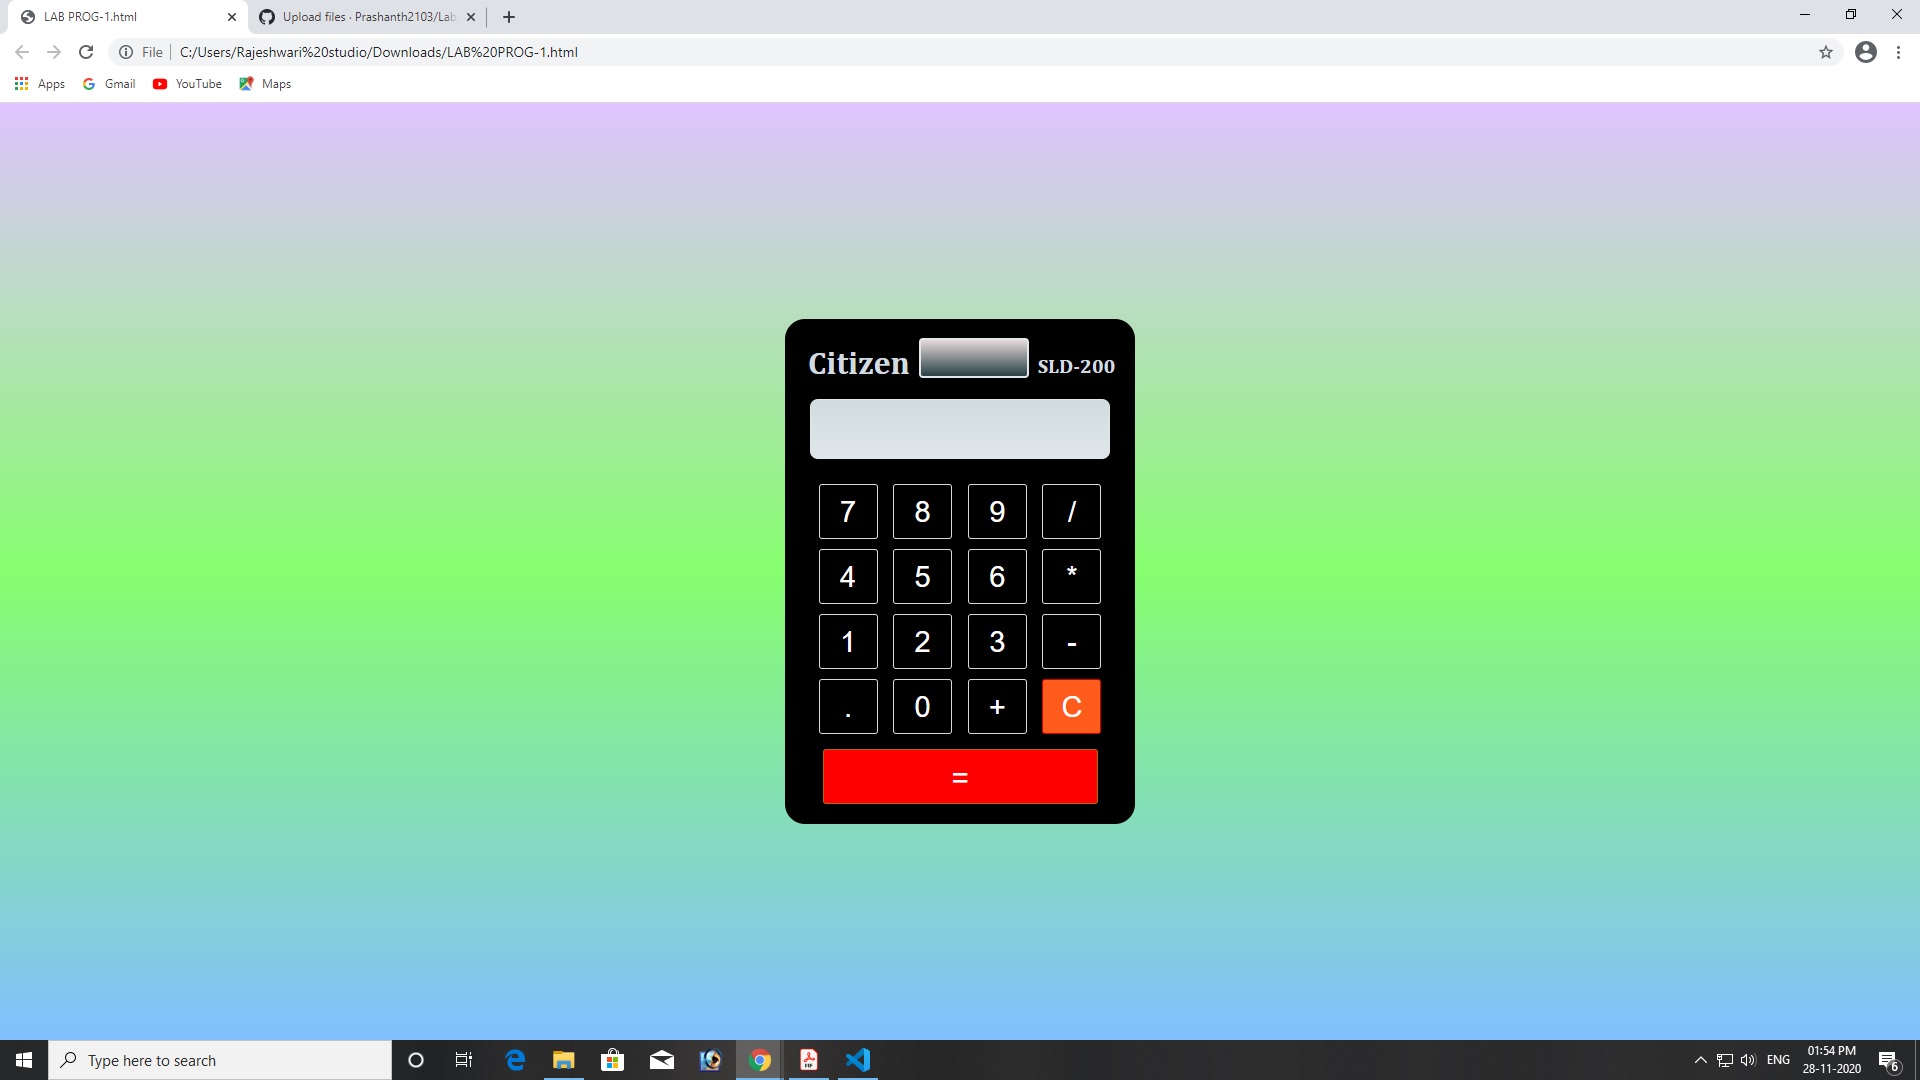 LAB PROG-1.html
Upload files · Prashanth2103/Lab
File
C:/Users/Rajeshwari%20studio/Downloads/LAB%20PROG-1.html
Apps Gmail YouTube Maps
Citizen SLD-200
7 8 9 /
4 5 6 *
1 2 3 -
. 0 + C
=
Type here to search
ENG
01:54 PM
28-11-2020
6